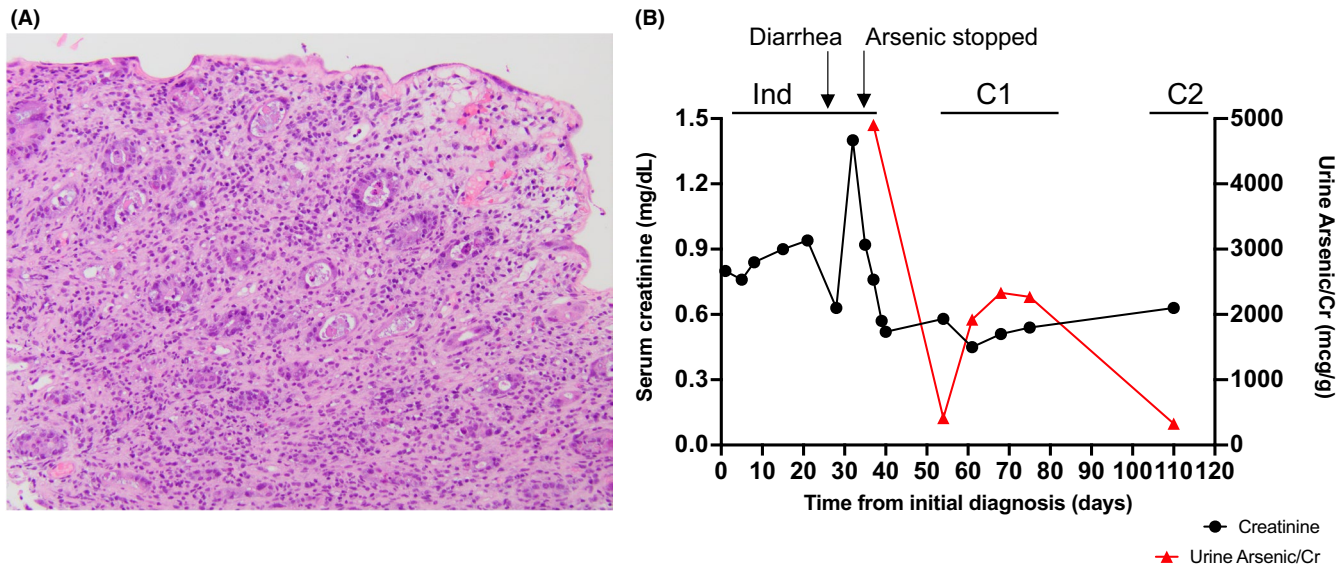 (A)
(B)
Diarrhea
Arsenic stopped
Ind
C1
C2
1.5
1.2
0.9
0.6
0.3
0.0
Serum creatinine (mg/dL)
5000
4000
3000
2000
1000
0
Urine Arsenic/Cr
(mcg/g)
0 10 20 30 40 50 60 70 80 90 100 110 120
Time from initial diagnosis (days)
Creatinine
Urine Arsenic/Cr